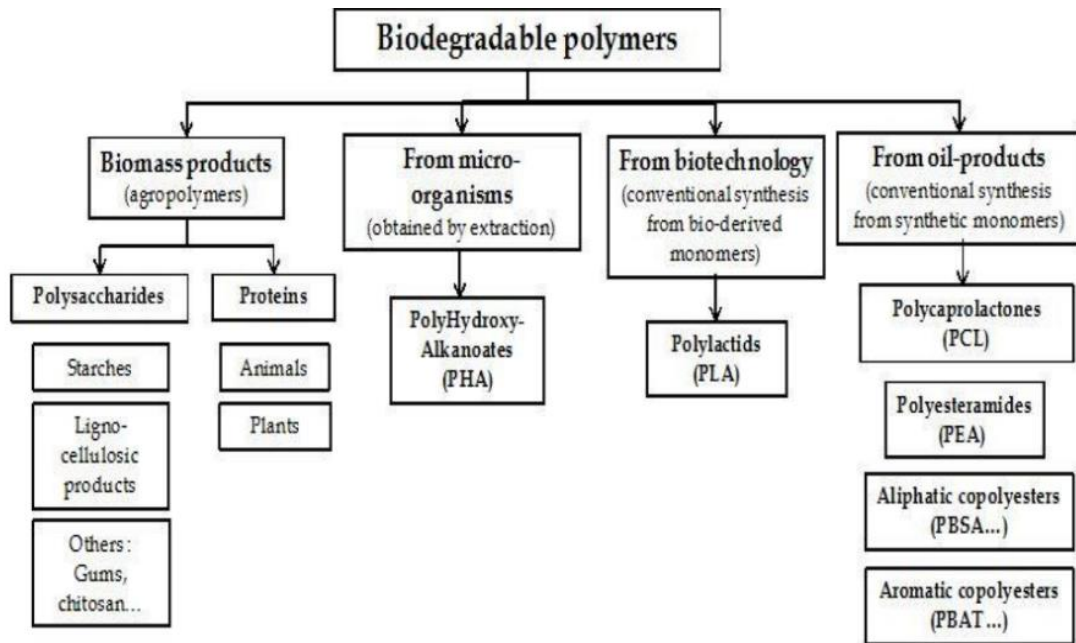 Biodegradable polymers
Biomass products
(agropolymers)
From micro-
organisms
(obtained by extraction)
From biotechnology
(conventional synthesis
from bio-derived
monomers)
From oil-products
(conventional synthesis
from synthetic monomers)
Polysaccharides
Proteins
PolyHydroxy-
Alkanoates
(PHA)
Polylactids
(PLA)
Polycaprolactones
(PCL)
Starches
Animals
Ligno-
cellulosic
products
Plants
Polyesteramides
(PEA)
Aliphatic copolyesters
(PBSA...)
Others :
Gums,
chitosan...
Aromatic copolyesters
(PBAT...)